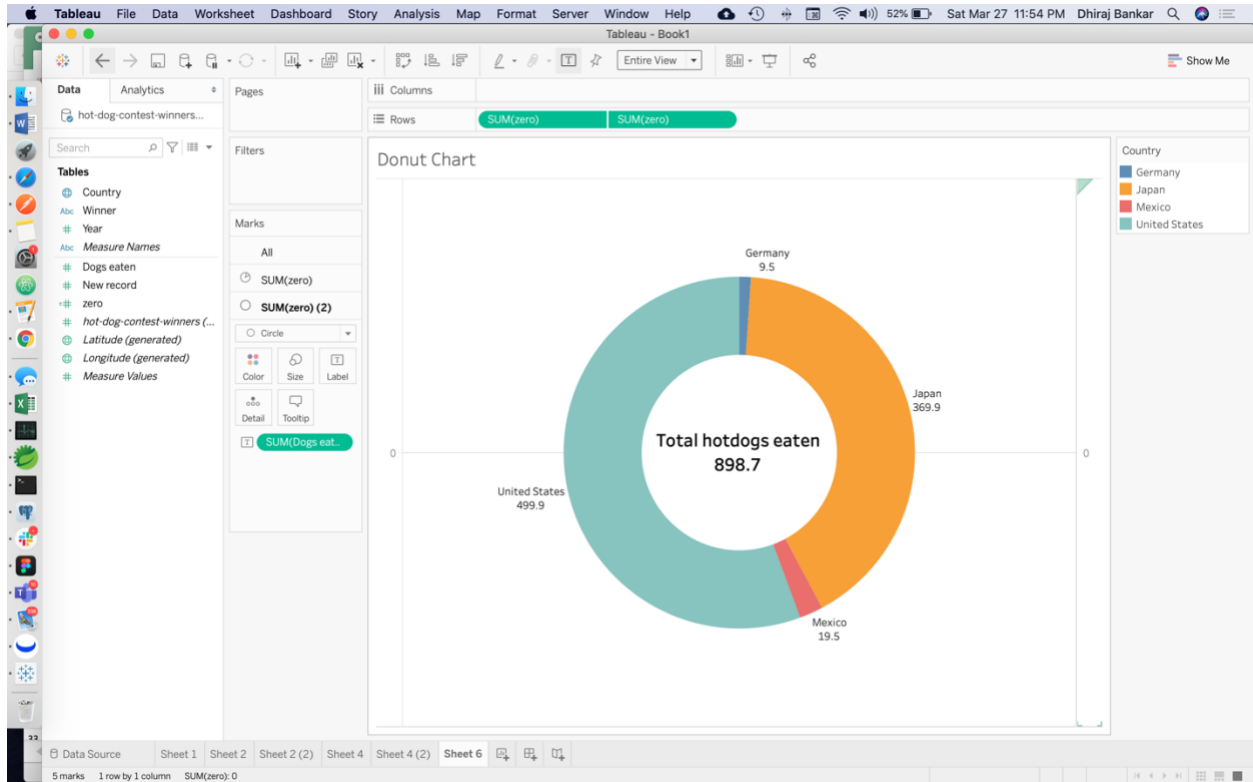 Tableau File Data Worksheet Dashboard Story Analysis Map Format Server Window Help 52% Sat Mar 27 11:54 PM Dhiraj Bankar
Tableau - Book1
Entire View
Show Me
Data Analytics
hot-dog-contest-winners...
Search
Tables
Country
Abc Winner
# Year
Abc Measure Names
# Dogs eaten
# New record
=# zero
# hot-dog-contest-winners (...
Latitude (generated)
Longitude (generated)
# Measure Values
Pages
Filters
Marks
All
SUM(zero)
SUM(zero) (2)
Circle
Color Size Label
Detail Tooltip
SUM(Dogs eat..
Columns
Rows SUM(zero) SUM(zero)
Donut Chart
Germany
9.5
Japan
369.9
Total hotdogs eaten
898.7
0 0
United States
499.9
Mexico
19.5
Country
Germany
Japan
Mexico
United States
Data Source Sheet 1 Sheet 2 Sheet 2 (2) Sheet 4 Sheet 4 (2) Sheet 6
5 marks 1 row by 1 column SUM(zero): 0